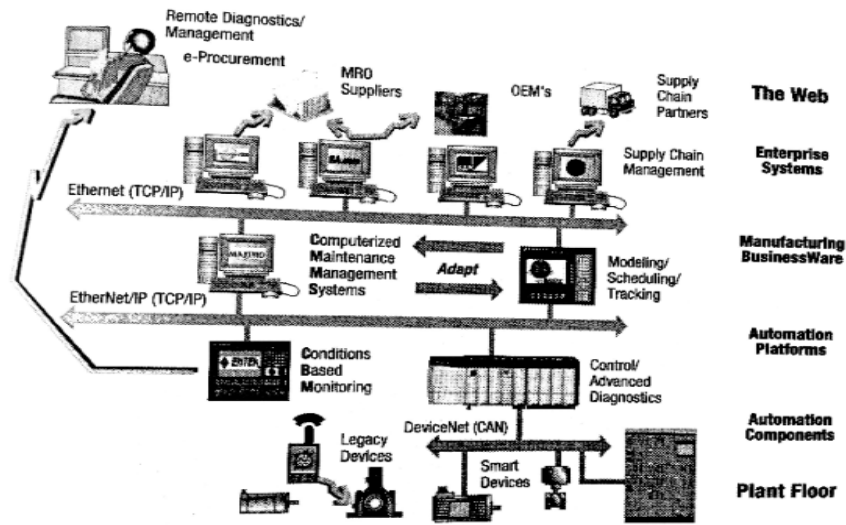 Remote Diagnostics/
Management
e-Procurement
MRO
Suppliers
OEM's
Supply
Chain
Partners
The Web
Supply Chain
Management
Enterprise
Systems
Ethernet (TCP/IP)
Computerized
Maintenance
Management
Systems
Adapt
Modeling/
Scheduling/
Tracking
Manufacturing
BusinessWare
EtherNet/IP (TCP/IP)
Automation
Platforms
ENTEK
Conditions
Based
Monitoring
Control/
Advanced
Diagnostics
DeviceNet (CAN)
Automation
Components
Legacy
Devices
Smart
Devices
Plant Floor